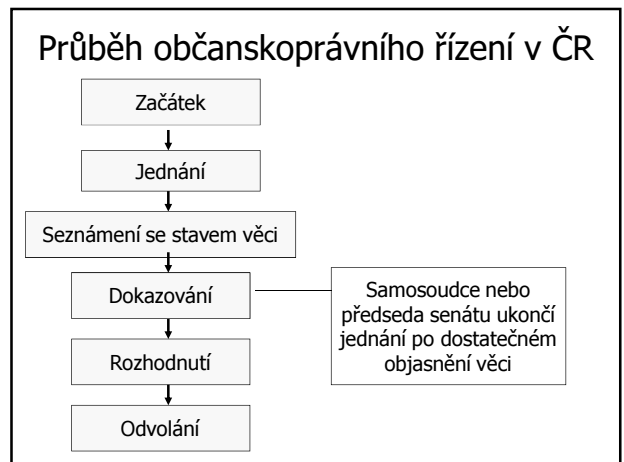 Průběh občanskoprávního řízení v ČR
Začátek
Jednání
Seznámení se stavem věci
Dokazování
Samosoudce nebo
předseda senátu ukončí
jednání po dostatečném
objasnění věci
Rozhodnutí
Odvolání